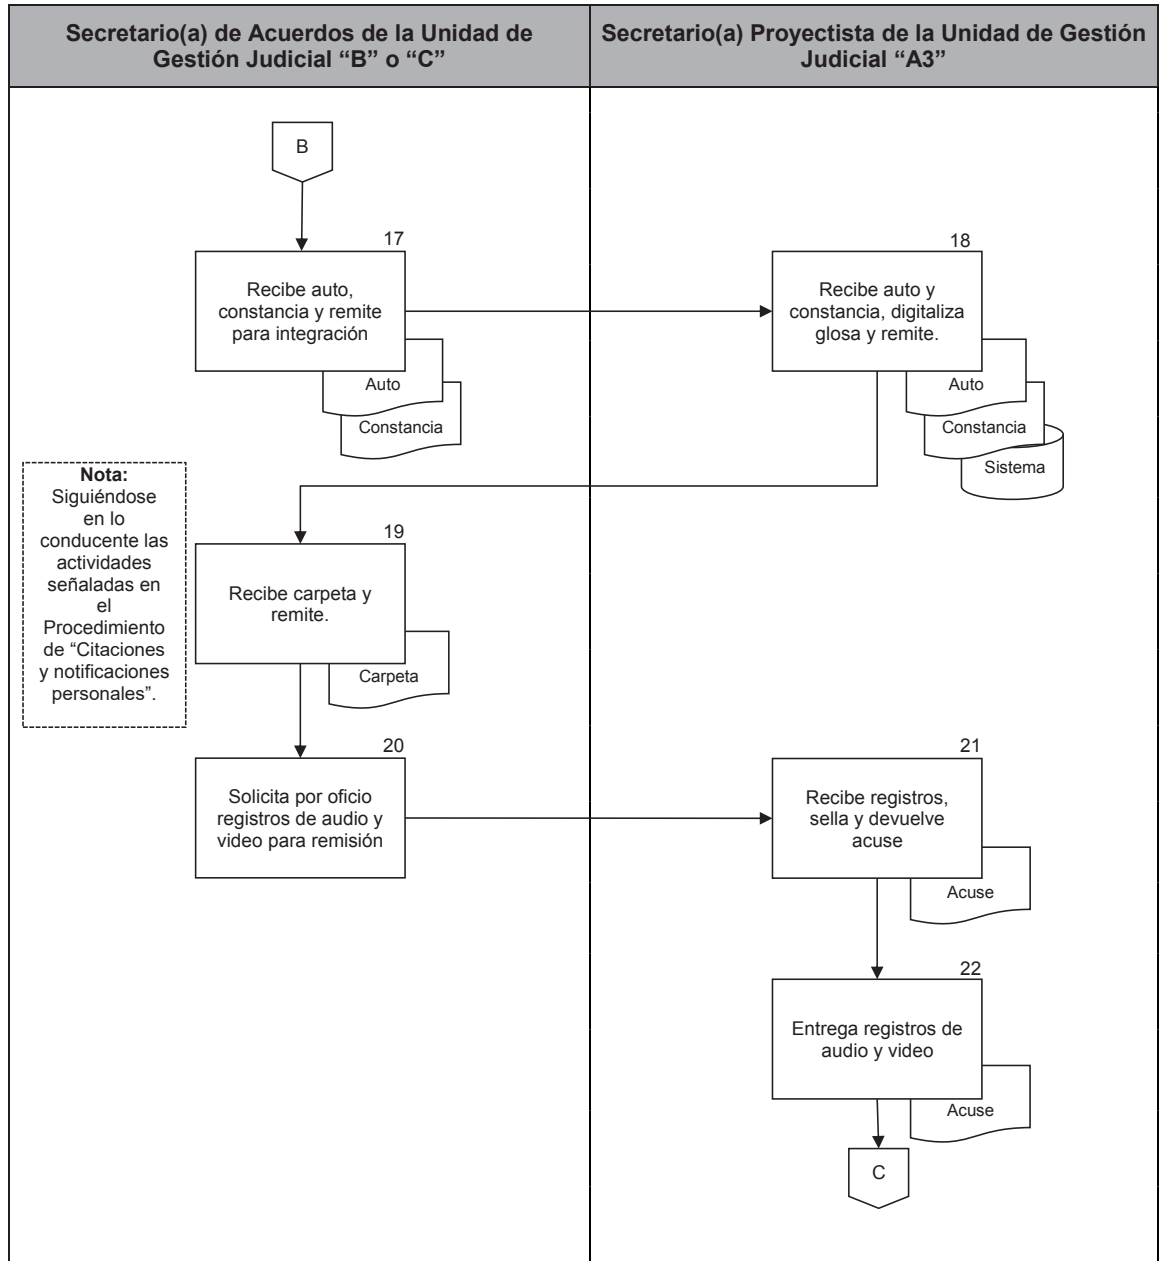 Secretario(a) de Acuerdos de la Unidad de
Gestión Judicial “B” o “C”
Secretario(a) Proyectista de la Unidad de Gestión
Judicial “A3”
B
17
Recibe auto,
constancia y remite
para integración
Auto
Constancia
18
Recibe auto y
constancia, digitaliza
glosa y remite.
Auto
Constancia
Sistema
Nota:
Siguiéndose
en lo
conducente las
actividades
señaladas en
el
Procedimiento
de “Citaciones
y notificaciones
personales”.
19
Recibe carpeta y
remite.
Carpeta
20
Solicita por oficio
registros de audio y
video para remisión
21
Recibe registros,
sella y devuelve
acuse
Acuse
22
Entrega registros de
audio y video
Acuse
C